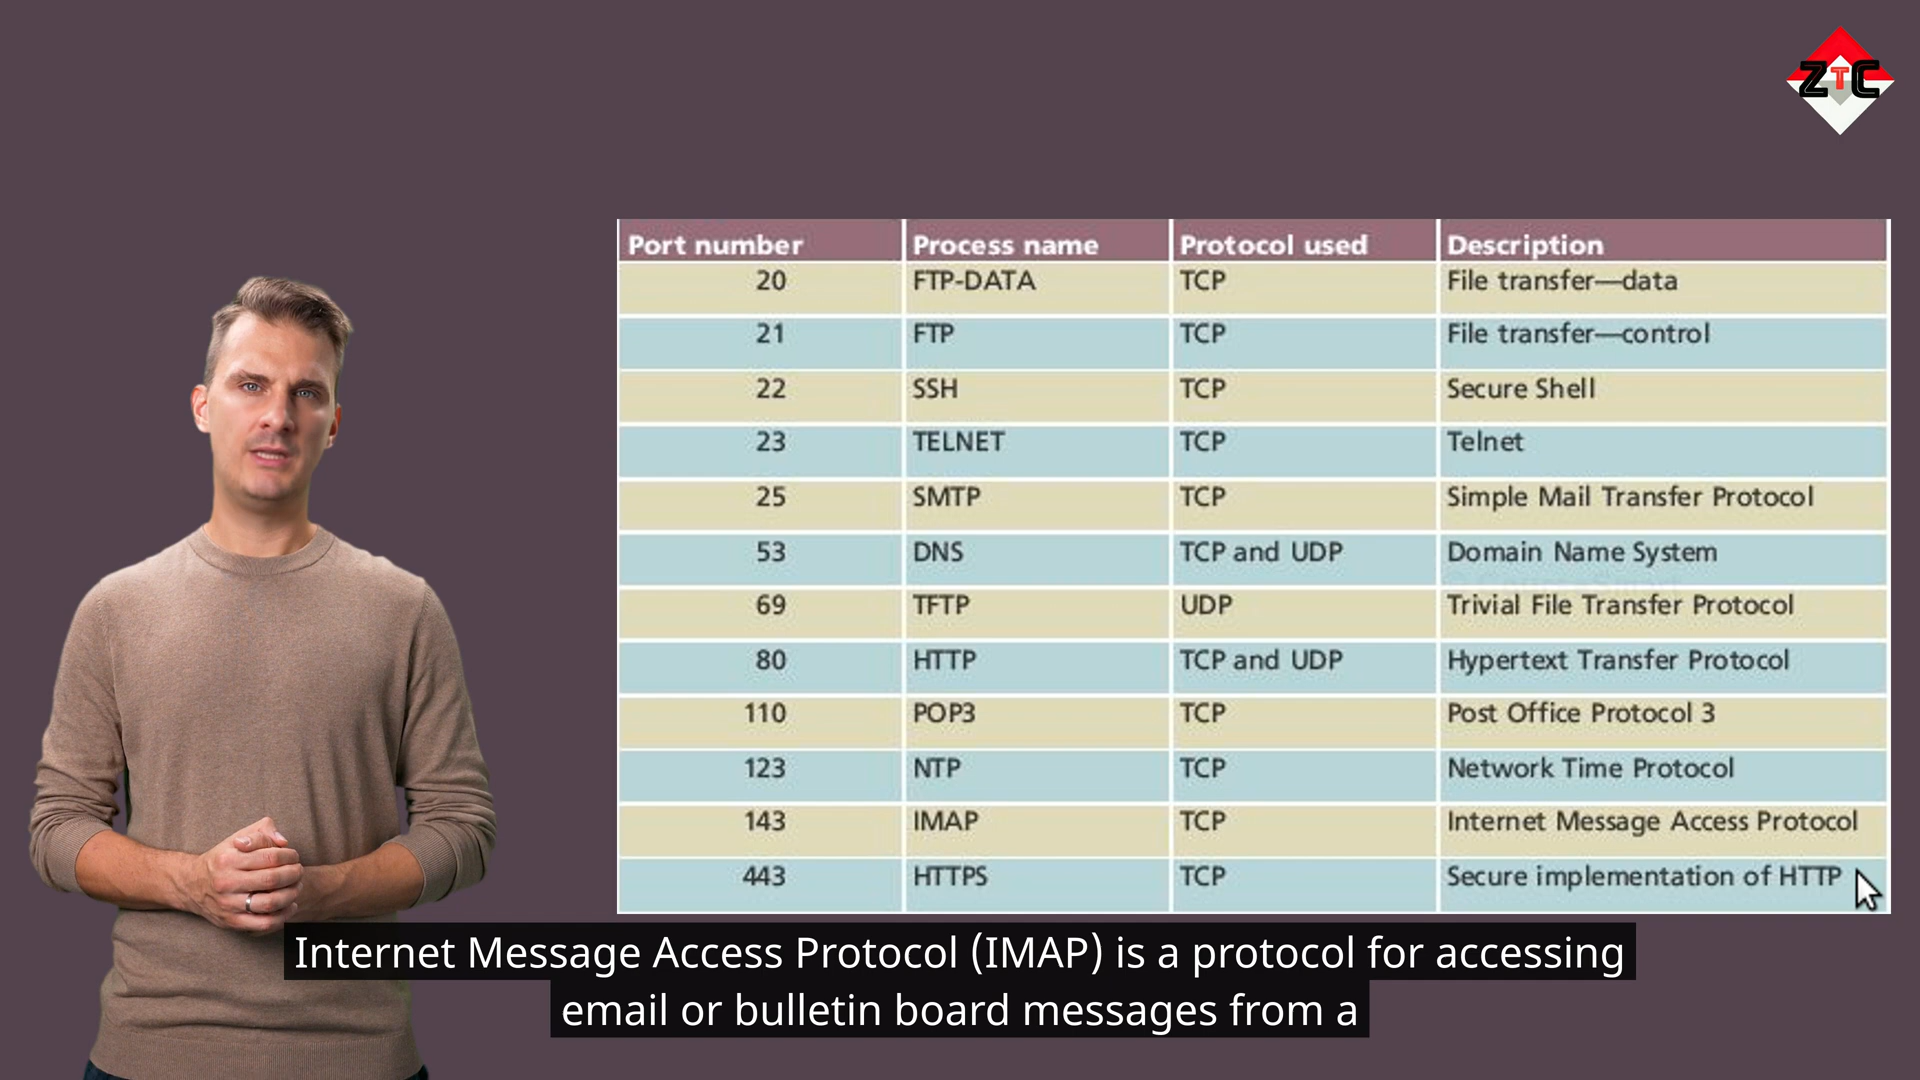 ZTC
Port number Process name Protocol used Description
20 FTP-DATA TCP File transfer—data
21 FTP TCP File transfer—control
22 SSH TCP Secure Shell
23 TELNET TCP Telnet
25 SMTP TCP Simple Mail Transfer Protocol
53 DNS TCP and UDP Domain Name System
69 TFTP UDP Trivial File Transfer Protocol
80 HTTP TCP and UDP Hypertext Transfer Protocol
110 POP3 TCP Post Office Protocol 3
123 NTP TCP Network Time Protocol
143 IMAP TCP Internet Message Access Protocol
443 HTTPS TCP Secure implementation of HTTP
Internet Message Access Protocol (IMAP) is a protocol for accessing
email or bulletin board messages from a